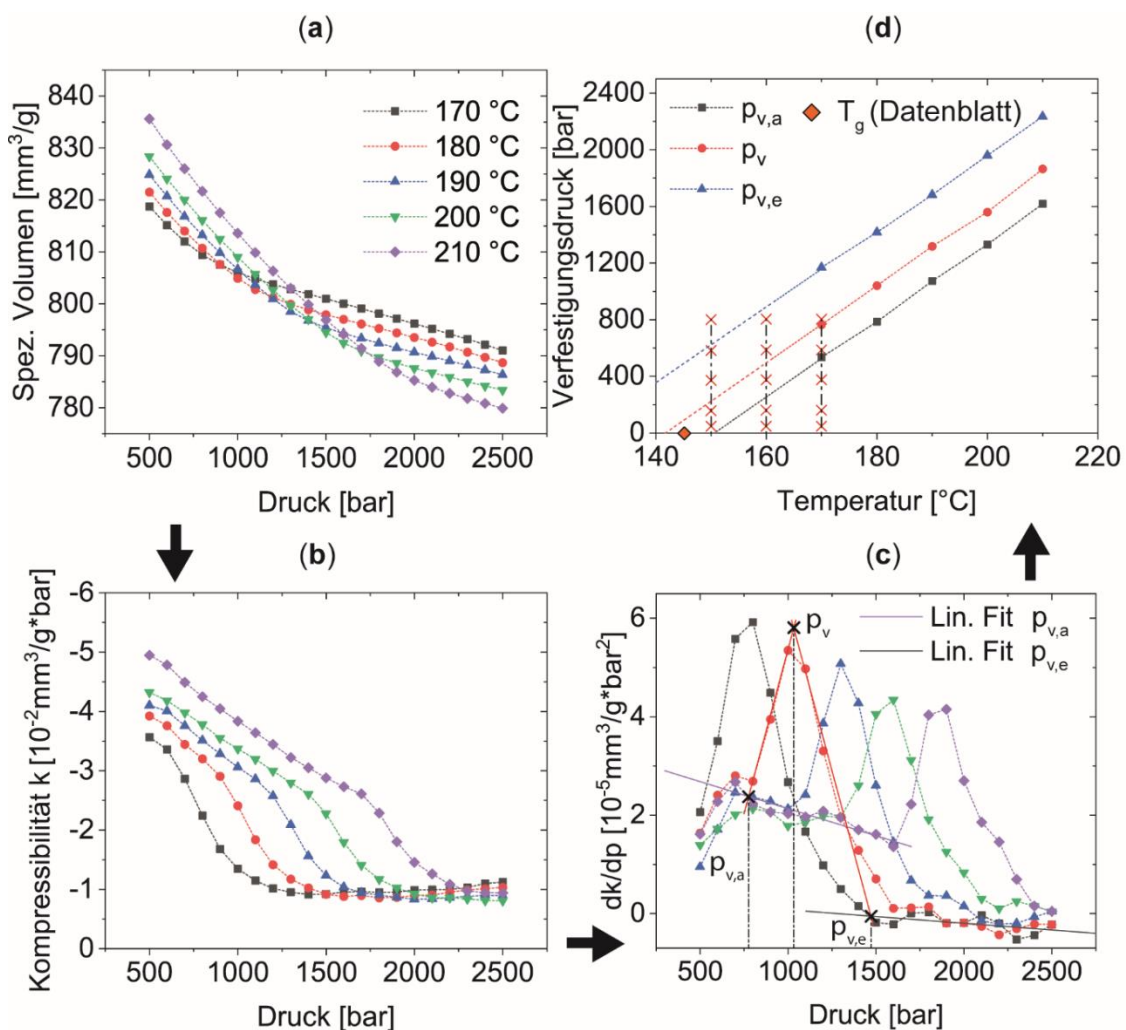 (a)
Spez. Volumen [mm³/g]
840
830
820
810
800
790
780
170 °C
180 °C
190 °C
200 °C
210 °C
500 1000 1500 2000 2500
Druck [bar]
(d)
Verfestigungsdruck [bar]
2400
2000
1600
1200
800
400
0
p_v,a
p_v
p_v,e
T_g (Datenblatt)
140 160 180 200 220
Temperatur [°C]
(b)
Kompressibilität k [10⁻²mm³/g*bar]
-6
-5
-4
-3
-2
-1
0
500 1000 1500 2000 2500
Druck [bar]
(c)
dk/dp [10⁻⁵mm³/g*bar²]
6
4
2
0
p_v
Lin. Fit p_v,a
Lin. Fit p_v,e
p_v,a
p_v,e
500 1000 1500 2000 2500
Druck [bar]